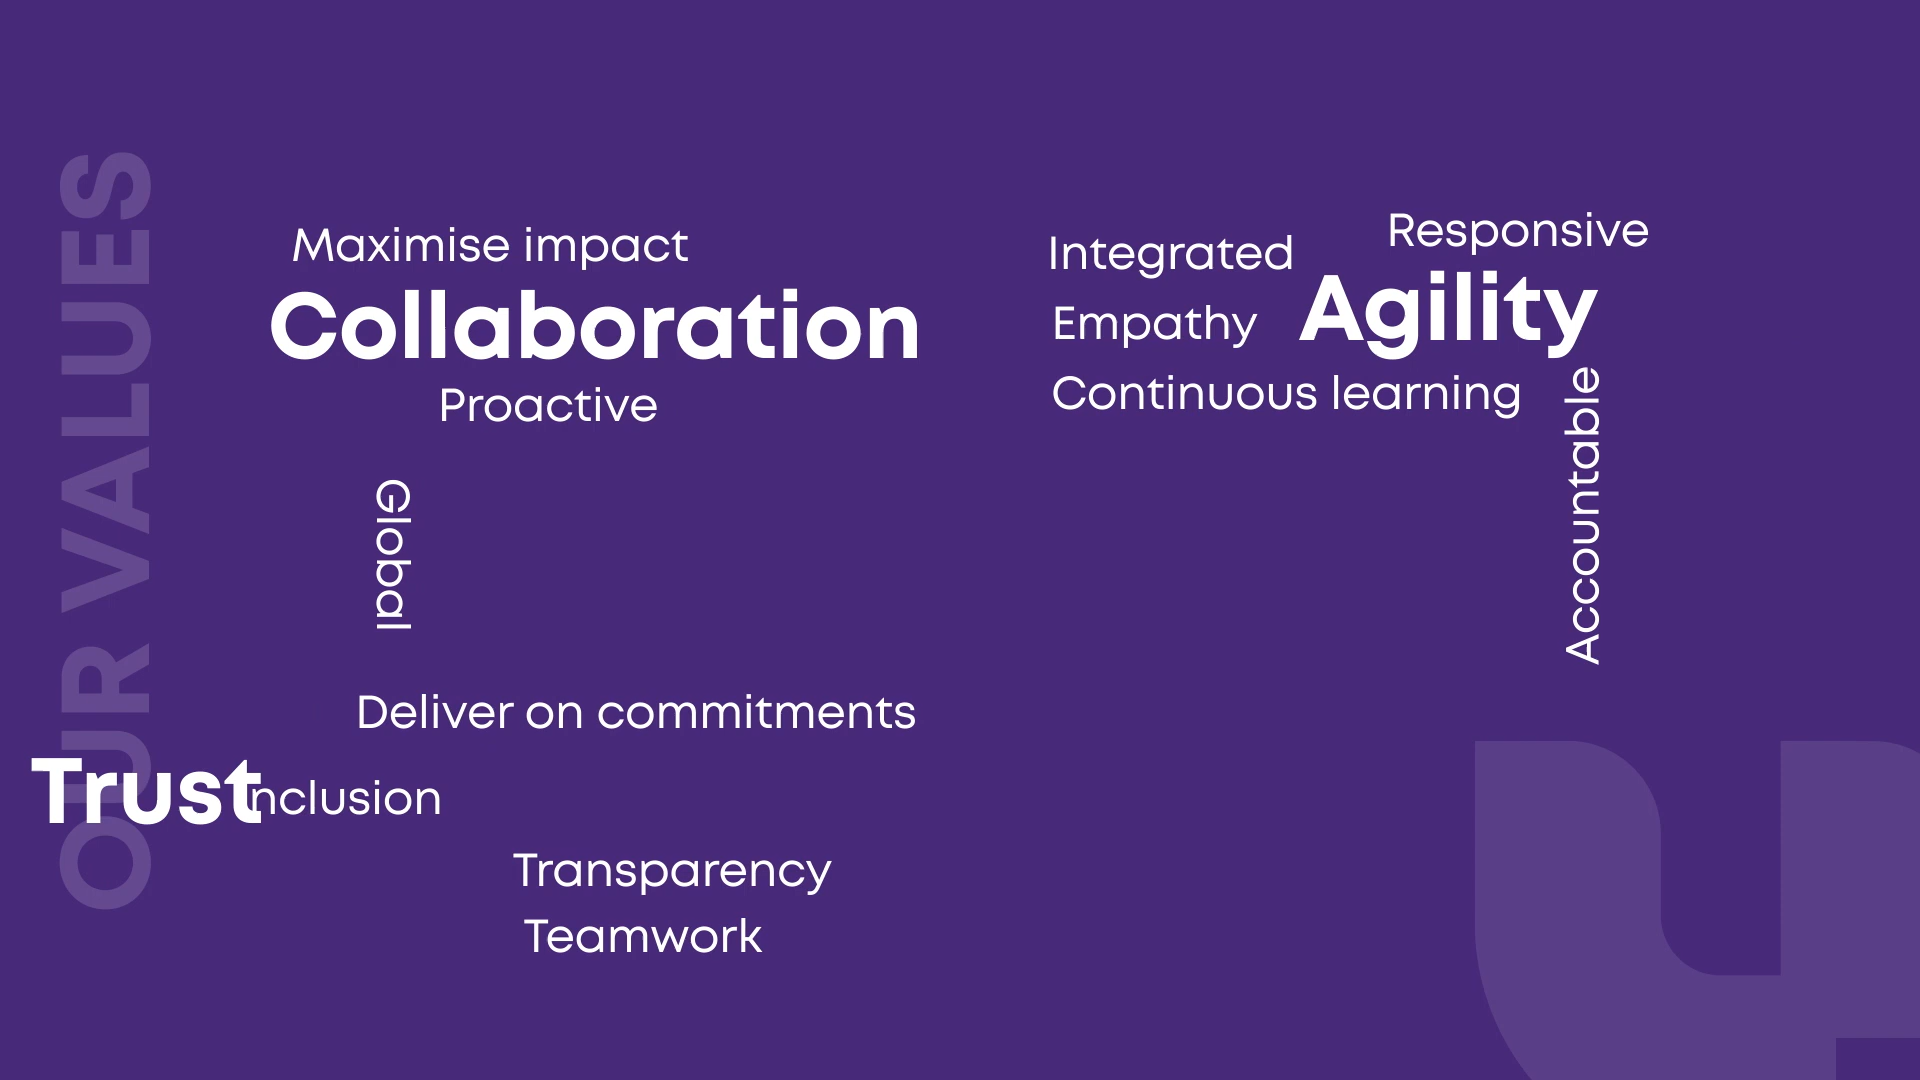 OUR VALUES
Maximise impact
Collaboration
Proactive
Global
Integrated
Responsive
Empathy
Agility
Continuous learning
Accountable
Deliver on commitments
Trust
nclusion
Transparency
Teamwork